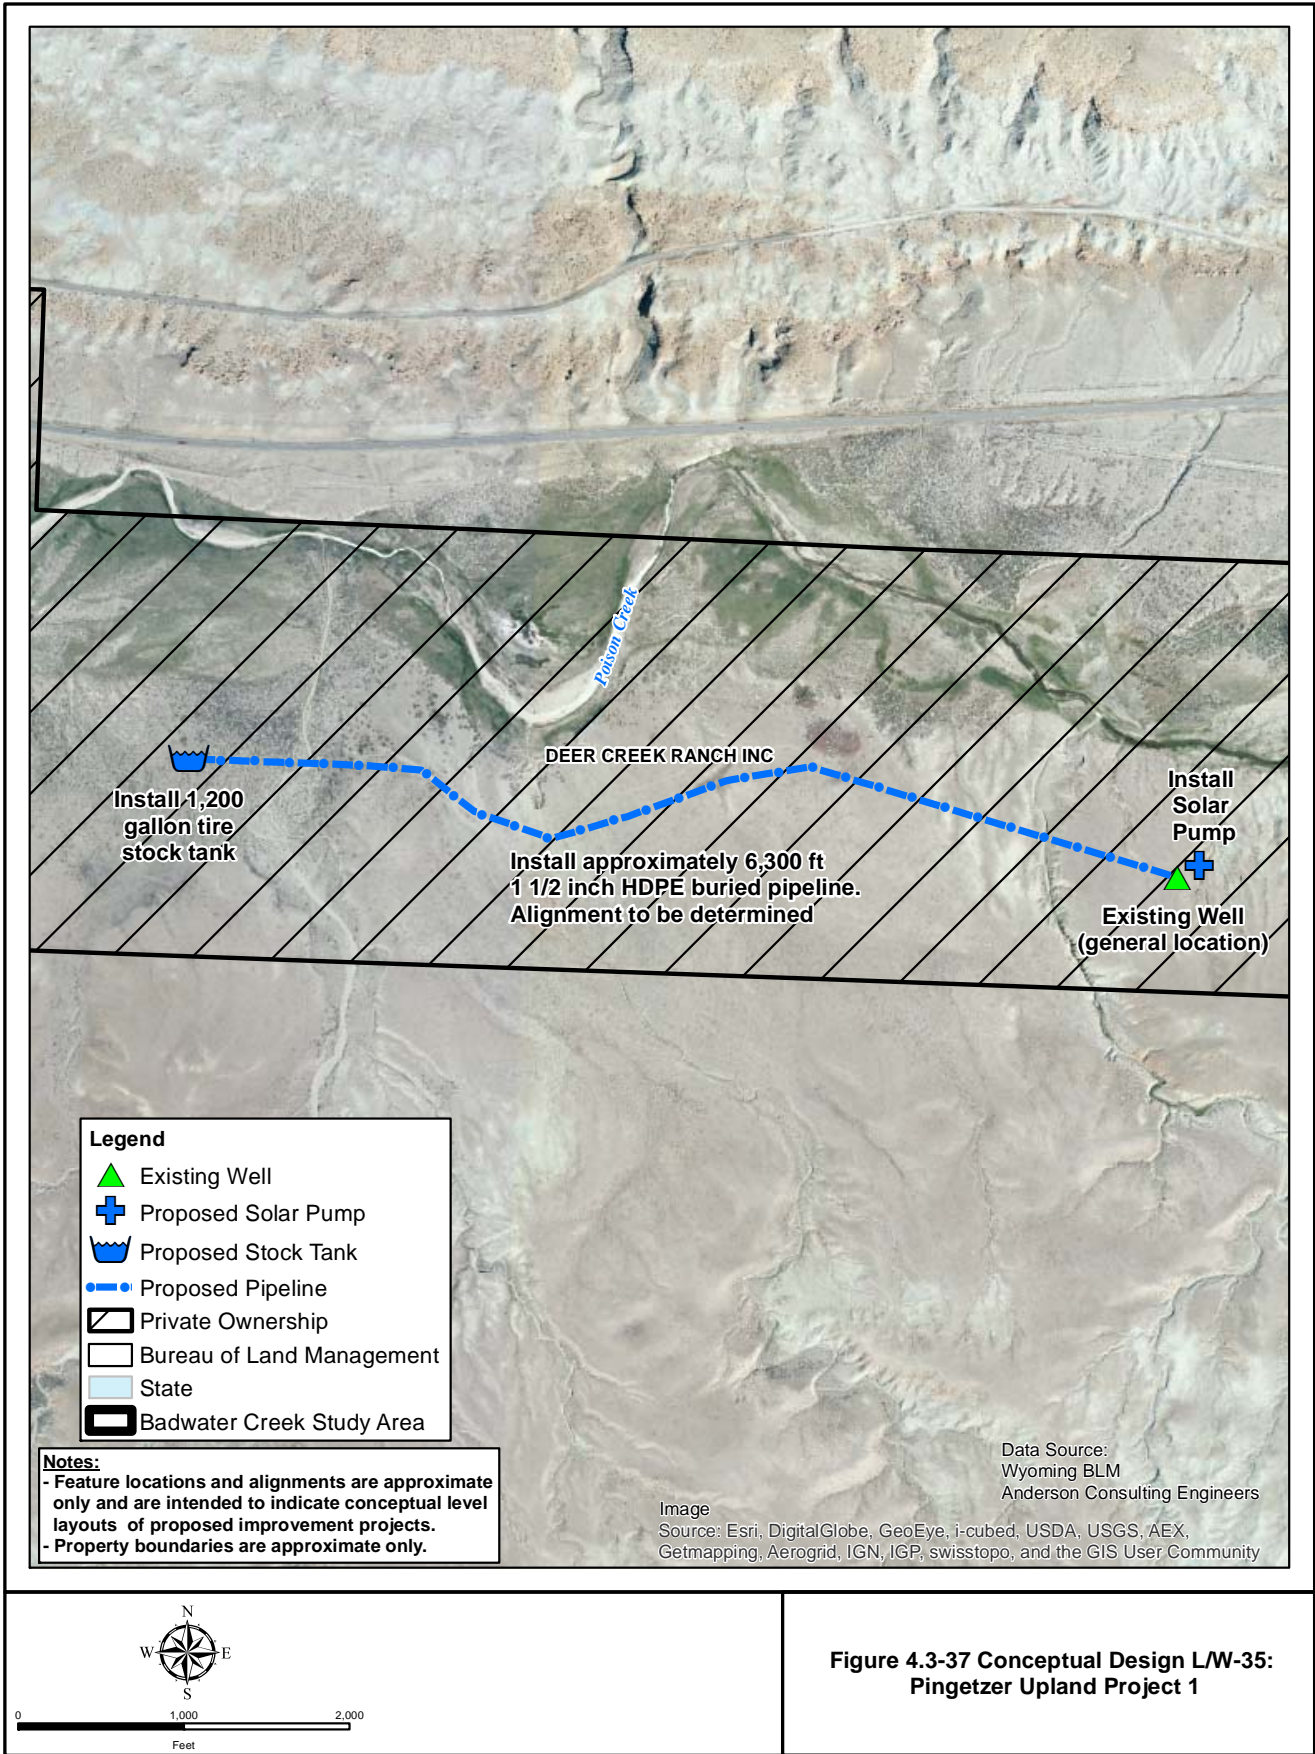 Poison Creek
DEER CREEK RANCH INC
Install 1,200
gallon tire
stock tank
Install
Solar
Pump
Install approximately 6,300 ft
1 1/2 inch HDPE buried pipeline.
Alignment to be determined
Existing Well
(general location)
Legend
Existing Well
Proposed Solar Pump
Proposed Stock Tank
Proposed Pipeline
Private Ownership
Bureau of Land Management
State
Badwater Creek Study Area
Notes:
- Feature locations and alignments are approximate
only and are intended to indicate conceptual level
layouts of proposed improvement projects.
- Property boundaries are approximate only.
Data Source:
Wyoming BLM
Anderson Consulting Engineers
Image
Source: Esri, DigitalGlobe, GeoEye, i-cubed, USDA, USGS, AEX,
Getmapping, Aerogrid, IGN, IGP, swisstopo, and the GIS User Community
N
W E
S
0 1,000 2,000
Feet
Figure 4.3-37 Conceptual Design L/W-35:
Pingetzer Upland Project 1